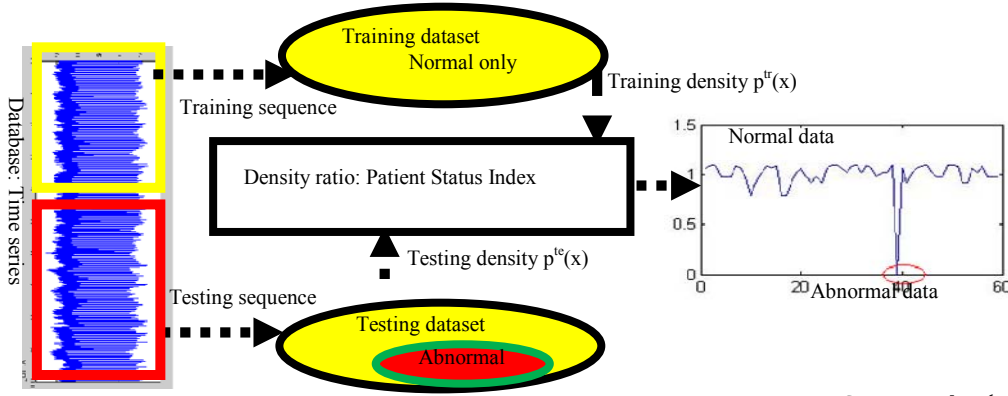 Database: Time series
Training dataset
Normal only
Training sequence
Training density p^tr(x)
Density ratio: Patient Status Index
Testing density p^te(x)
Testing sequence
Testing dataset
Abnormal
1.5
Normal data
1
0.5
0
0
20
40
60
Abnormal data